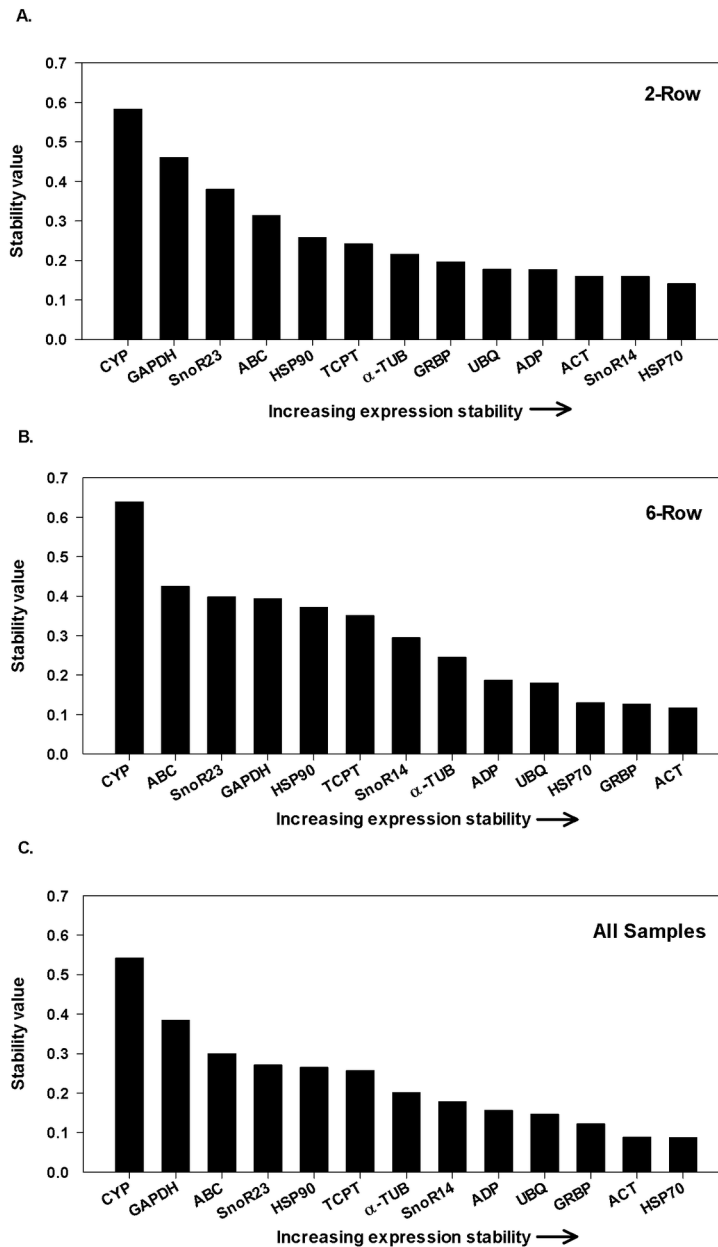 A.
2-Row
Stability value
0.7
0.6
0.5
0.4
0.3
0.2
0.1
0.0
CYP GAPDH SnoR23 ABC HSP90 TCPT α-TUB GRBP UBQ ADP ACT SnoR14 HSP70
Increasing expression stability →
B.
6-Row
Stability value
0.7
0.6
0.5
0.4
0.3
0.2
0.1
0.0
CYP ABC SnoR23 GAPDH HSP90 TCPT SnoR14 α-TUB ADP UBQ HSP70 GRBP ACT
Increasing expression stability →
C.
All Samples
Stability value
0.7
0.6
0.5
0.4
0.3
0.2
0.1
0.0
CYP GAPDH ABC SnoR23 HSP90 TCPT α-TUB SnoR14 ADP UBQ GRBP ACT HSP70
Increasing expression stability →